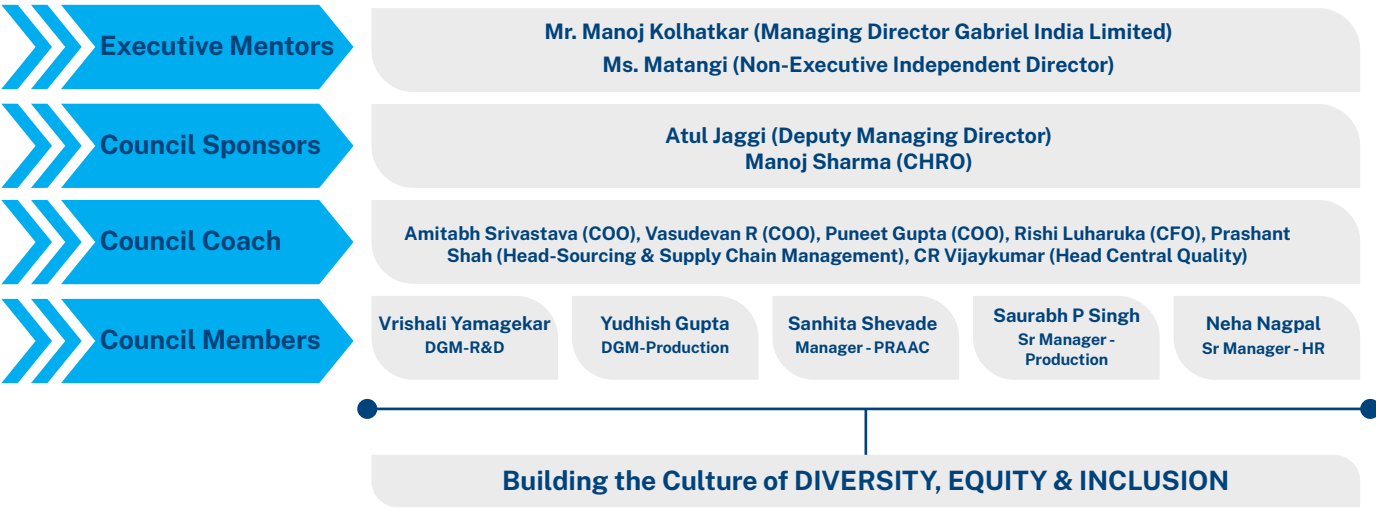 Executive Mentors
Mr. Manoj Kolhatkar (Managing Director Gabriel India Limited)
Ms. Matangi (Non-Executive Independent Director)
Council Sponsors
Atul Jaggi (Deputy Managing Director)
Manoj Sharma (CHRO)
Council Coach
Amitabh Srivastava (COO), Vasudevan R (COO), Puneet Gupta (COO), Rishi Luharuka (CFO), Prashant
Shah (Head-Sourcing & Supply Chain Management), CR Vijaykumar (Head Central Quality)
Council Members
Vrishali Yamagekar
DGM-R&D
Yudhish Gupta
DGM-Production
Sanhita Shevade
Manager - PRAAC
Saurabh P Singh
Sr Manager -
Production
Neha Nagpal
Sr Manager - HR
Building the Culture of DIVERSITY, EQUITY & INCLUSION